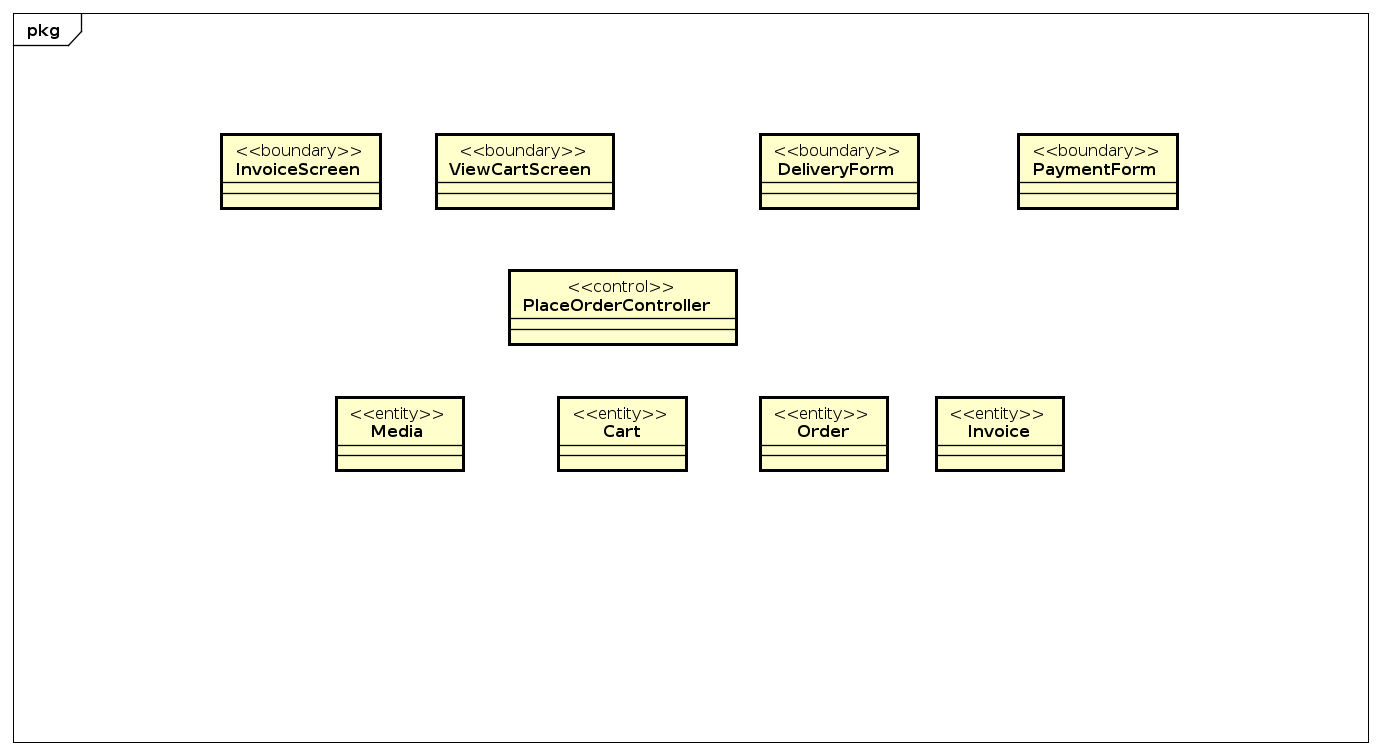 pkg
<<boundary>>
InvoiceScreen
<<boundary>>
ViewCartScreen
<<boundary>>
DeliveryForm
<<boundary>>
PaymentForm
<<control>>
PlaceOrderController
<<entity>>
Media
<<entity>>
Cart
<<entity>>
Order
<<entity>>
Invoice